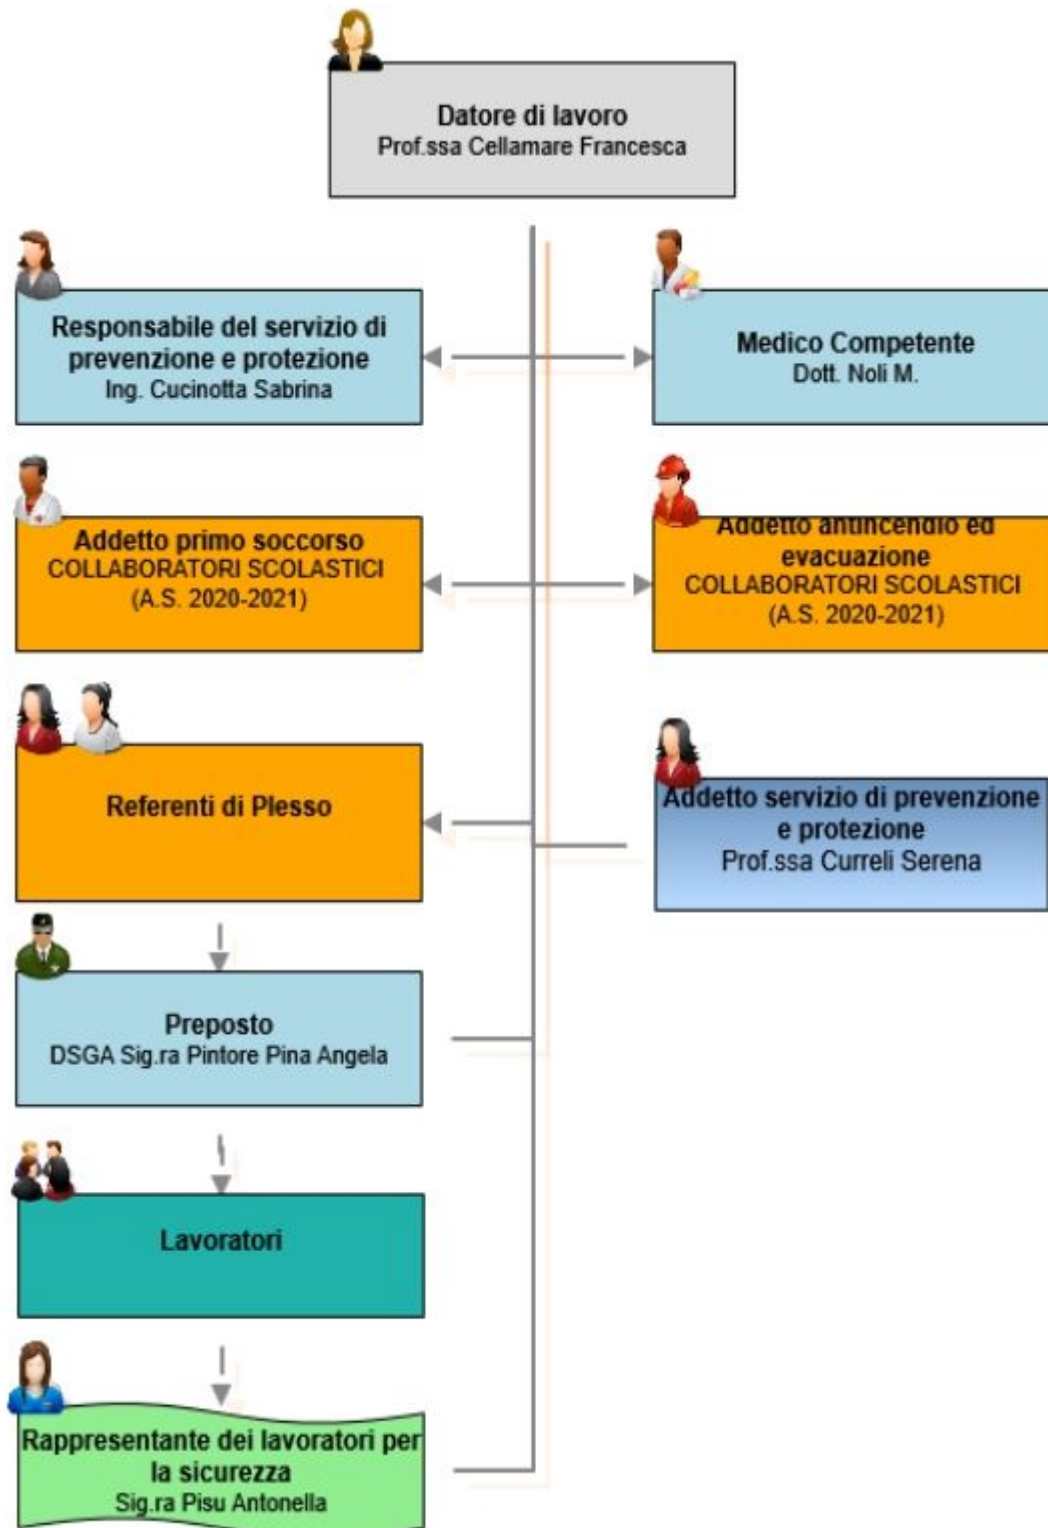 Datore di lavoro
Prof.ssa Cellamare Francesca
Responsabile del servizio di
prevenzione e protezione
Ing. Cucinotta Sabrina
Medico Competente
Dott. Noli M.
Addetto primo soccorso
COLLABORATORI SCOLASTICI
(A.S. 2020-2021)
Addetto antincendio ed
evacuazione
COLLABORATORI SCOLASTICI
(A.S. 2020-2021)
Referenti di Plesso
Addetto servizio di prevenzione
e protezione
Prof.ssa Curreli Serena
Preposto
DSGA Sig.ra Pintore Pina Angela
Lavoratori
Rappresentante dei lavoratori per
la sicurezza
Sig.ra Pisu Antonella